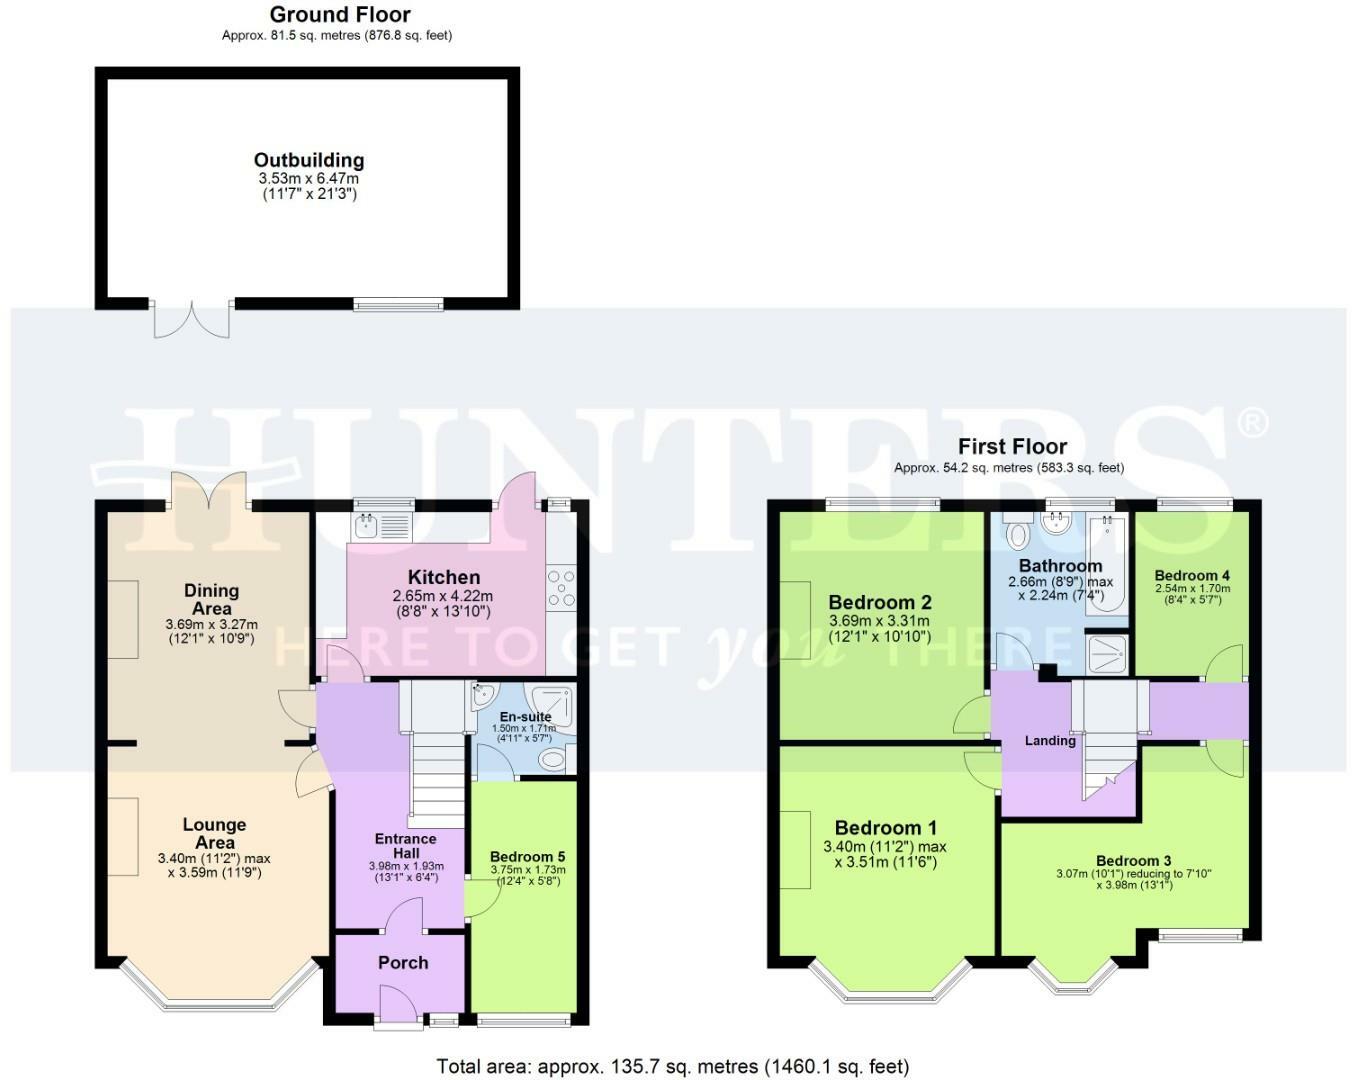 Ground Floor
Approx. 81.5 sq. metres (876.8 sq. feet)
Outbuilding
3.53m x 6.47m
(11'7" x 21'3")
HUNTERS®
HERE TO GET you THERE
First Floor
Approx. 54.2 sq. metres (583.3 sq. feet)
Dining
Area
3.69m x 3.27m
(12'1" x 10'9")
Kitchen
2.65m x 4.22m
(8'8" x 13'10")
En-suite
1.50m x 1.71m
(4'11" x 5'7")
Lounge
Area
3.40m (11'2") max
x 3.59m (11'9")
Entrance
Hall
3.98m x 1.93m
(13'1" x 6'4")
Bedroom 5
3.75m x 1.73m
(12'4" x 5'8")
Porch
Bedroom 2
3.69m x 3.31m
(12'1" x 10'10")
Bathroom
2.66m (8'9") max
x 2.24m (7'4")
Bedroom 4
2.54m x 1.70m
(8'4" x 5'7")
Landing
Bedroom 1
3.40m (11'2") max
x 3.51m (11'6")
Bedroom 3
3.07m (10'1") reducing to 7'10"
x 3.98m (13'1")
Total area: approx. 135.7 sq. metres (1460.1 sq. feet)